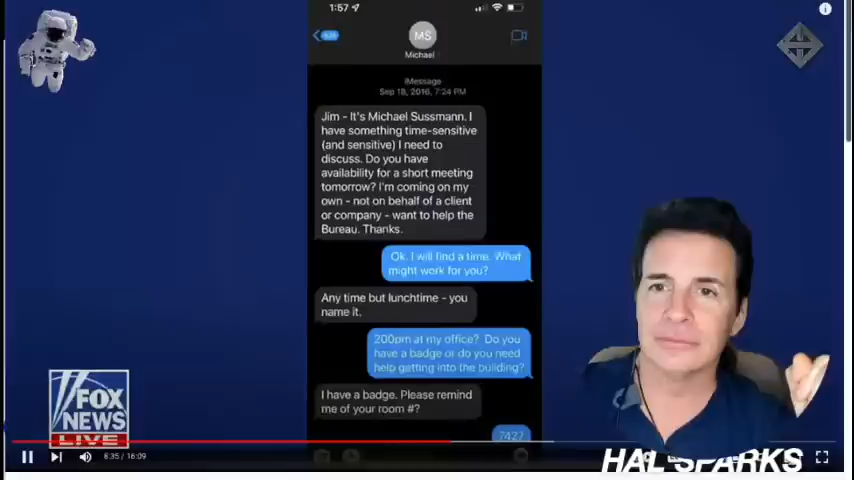 1:57
MS
Michael
iMessage
Sep 18, 2016, 7:24 PM
Jim - It's Michael Sussmann. I
have something time-sensitive
(and sensitive) I need to
discuss. Do you have
availability for a short meeting
tomorrow? I'm coming on my
own - not on behalf of a client
or company - want to help the
Bureau. Thanks.
Ok. I will find a time. What
might work for you?
Any time but lunchtime - you
name it.
200pm at my office? Do you
have a badge or do you need
help getting into the building?
I have a badge. Please remind
me of your room #?
7427
FOX
NEWS
LIVE
8:35 / 16:09
HAL SPARKS